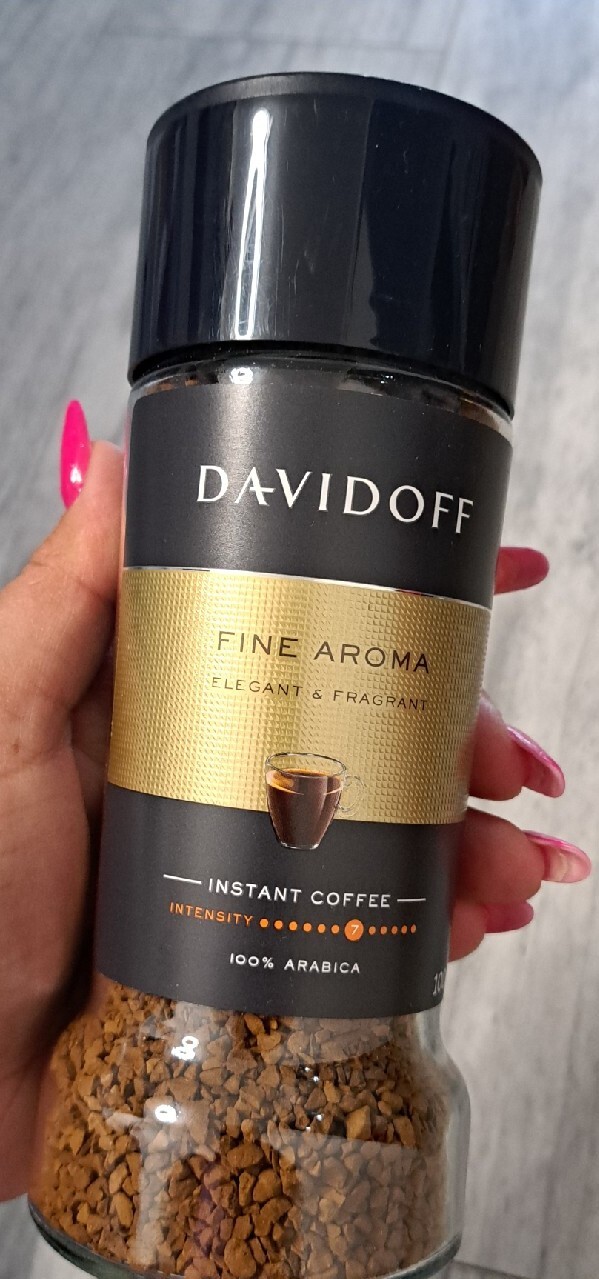 DAVIDOFF
FINE AROMA
ELEGANT & FRAGRANT
INSTANT COFFEE
INTENSITY 7
100% ARABICA